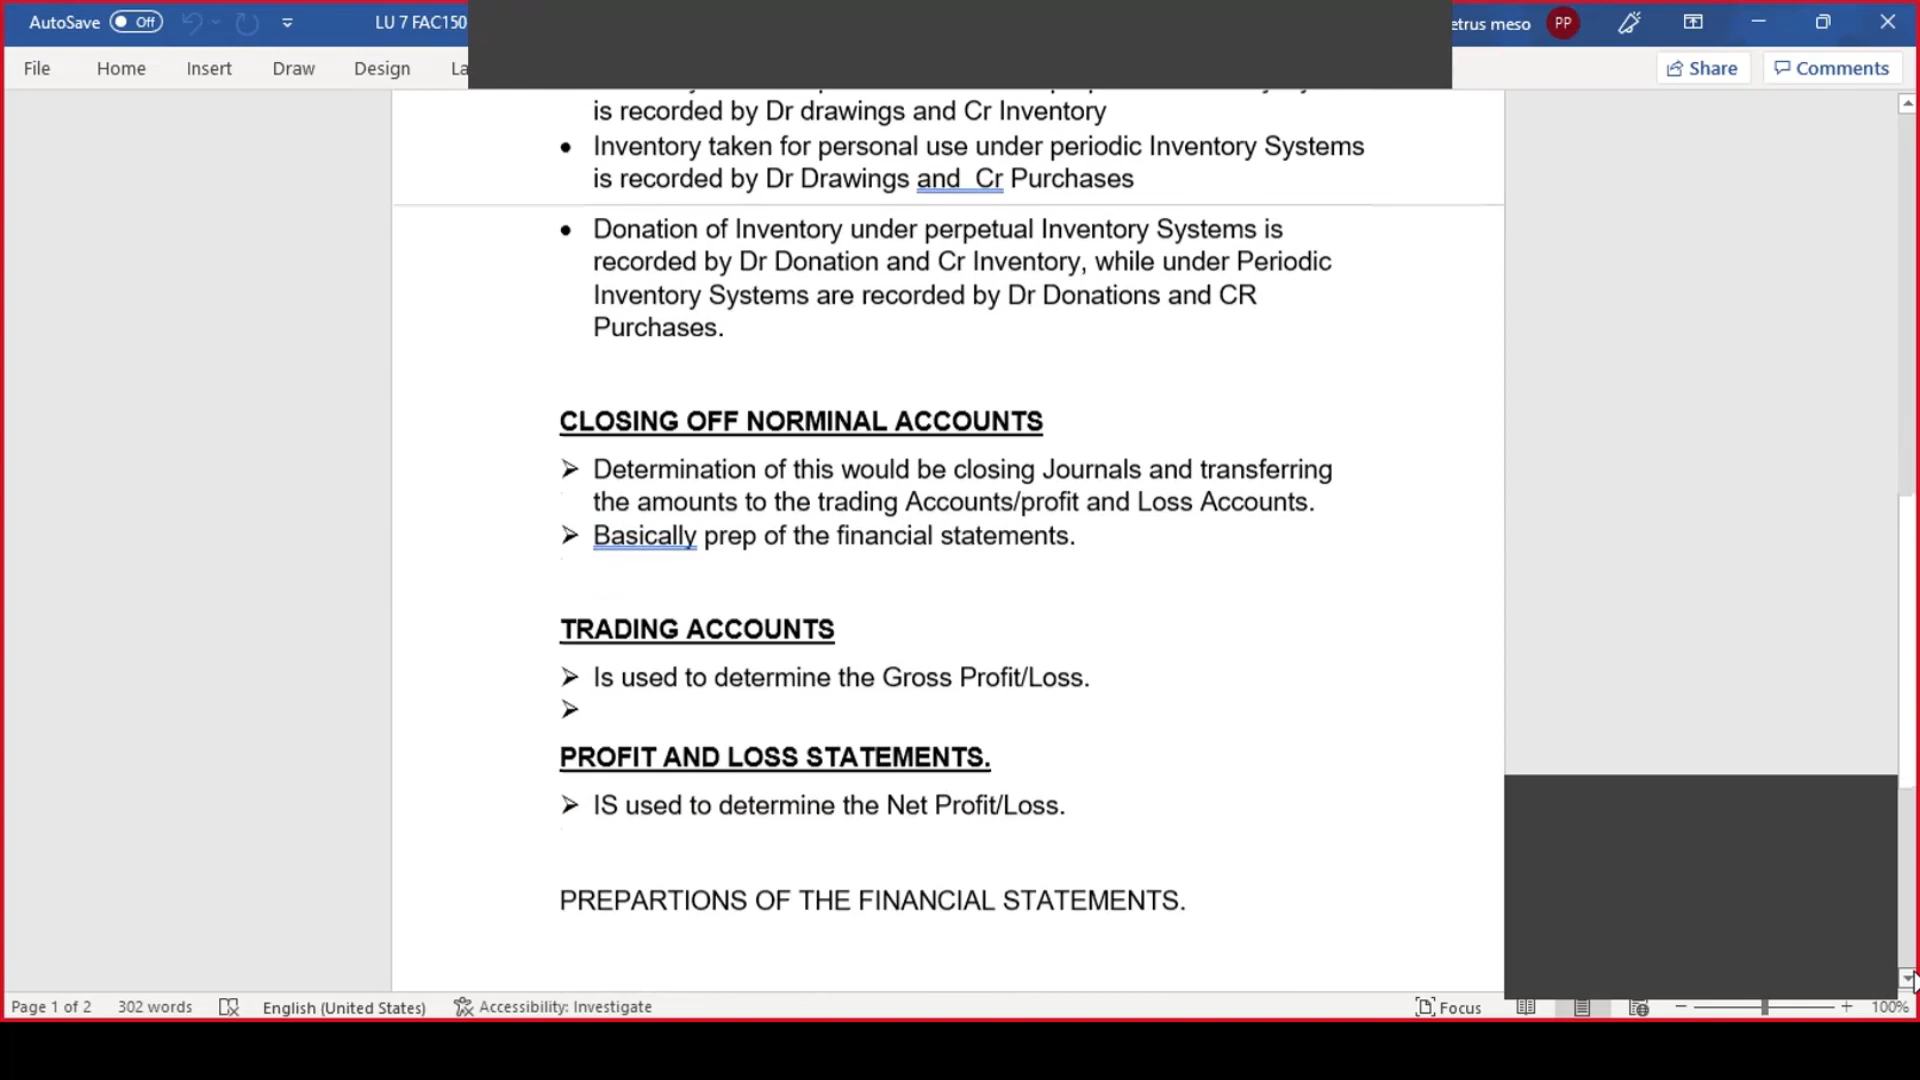 AutoSave Off LU 7 FAC150 etrus meso PP
File Home Insert Draw Design La Share Comments
is recorded by Dr drawings and Cr Inventory
• Inventory taken for personal use under periodic Inventory Systems
is recorded by Dr Drawings and  Cr Purchases
• Donation of Inventory under perpetual Inventory Systems is
recorded by Dr Donation and Cr Inventory, while under Periodic
Inventory Systems are recorded by Dr Donations and CR
Purchases.
CLOSING OFF NORMINAL ACCOUNTS
➢ Determination of this would be closing Journals and transferring
the amounts to the trading Accounts/profit and Loss Accounts.
➢ Basically prep of the financial statements.
TRADING ACCOUNTS
➢ Is used to determine the Gross Profit/Loss.
➢
PROFIT AND LOSS STATEMENTS.
➢ IS used to determine the Net Profit/Loss.
PREPARTIONS OF THE FINANCIAL STATEMENTS.
Page 1 of 2 302 words English (United States) Accessibility: Investigate Focus 100%